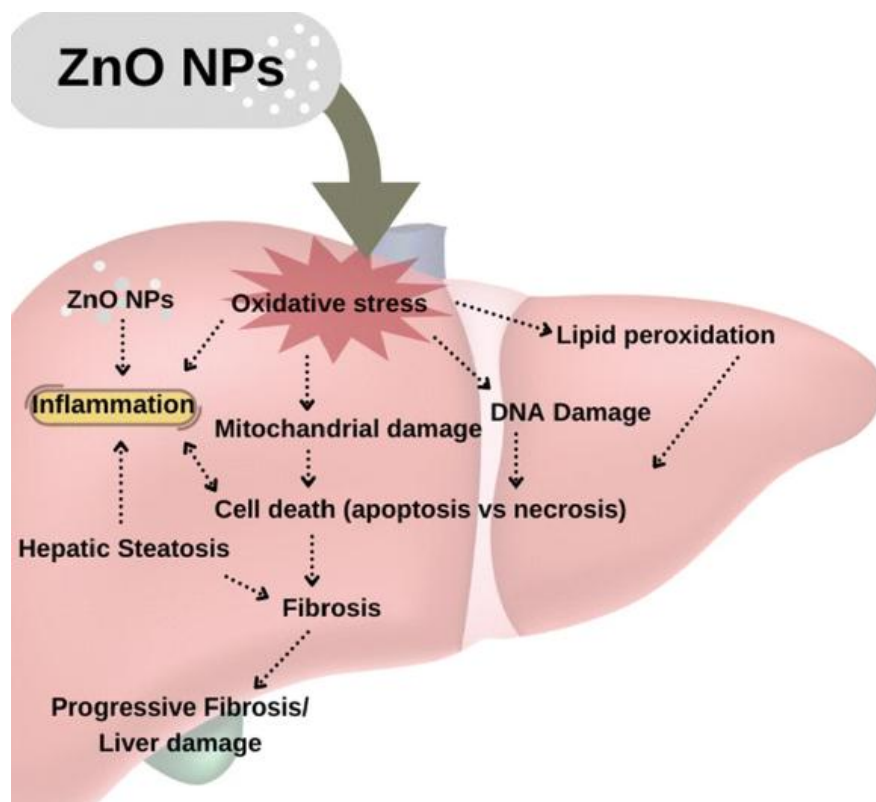 ZnO NPs
ZnO NPs
Oxidative stress
Lipid peroxidation
Inflammation
DNA Damage
Mitochandrial damage
Cell death (apoptosis vs necrosis)
Hepatic Steatosis
Fibrosis
Progressive Fibrosis/
Liver damage